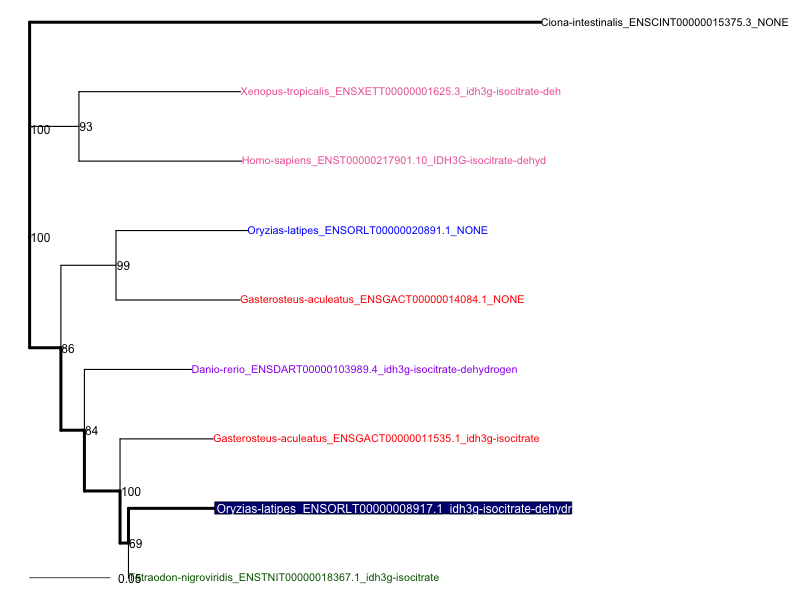 Ciona-intestinalis_ENSCINT00000015375.3_NONE
Xenopus-tropicalis_ENSXETT00000001625.3_idh3g-isocitrate-deh
100
93
Homo-sapiens_ENST00000217901.10_IDH3G-isocitrate-dehyd
Oryzias-latipes_ENSORLT00000020891.1_NONE
100
99
Gasterosteus-aculeatus_ENSGACT00000014084.1_NONE
86
Danio-rerio_ENSDART00000103989.4_idh3g-isocitrate-dehydrogen
84
Gasterosteus-aculeatus_ENSGACT00000011535.1_idh3g-isocitrate
100
Oryzias-latipes_ENSORLT00000008917.1_idh3g-isocitrate-dehydr
69
0.05
Tetraodon-nigroviridis_ENSTNIT00000018367.1_idh3g-isocitrate